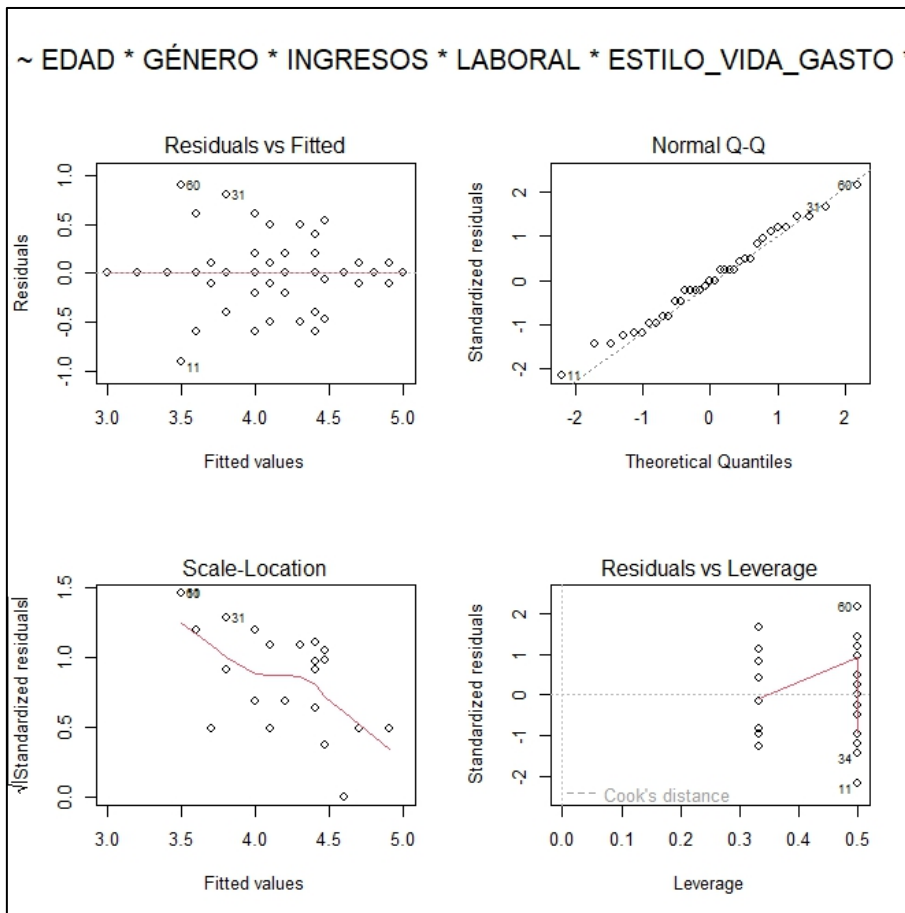 ~ EDAD * GÉNERO * INGRESOS * LABORAL * ESTILO_VIDA_GASTO *
Residuals vs Fitted
Residuals
1.0
0.5
0.0
-0.5
-1.0
60
31
11
3.0 3.5 4.0 4.5 5.0
Fitted values
Normal Q-Q
Standardized residuals
2
1
0
-1
-2
60
31
11
-2 -1 0 1 2
Theoretical Quantiles
Scale-Location
√|Standardized residuals|
1.5
1.0
0.5
0.0
31
3.0 3.5 4.0 4.5 5.0
Fitted values
Residuals vs Leverage
Standardized residuals
2
1
0
-1
-2
60
34
11
Cook's distance
0.0 0.1 0.2 0.3 0.4 0.5
Leverage